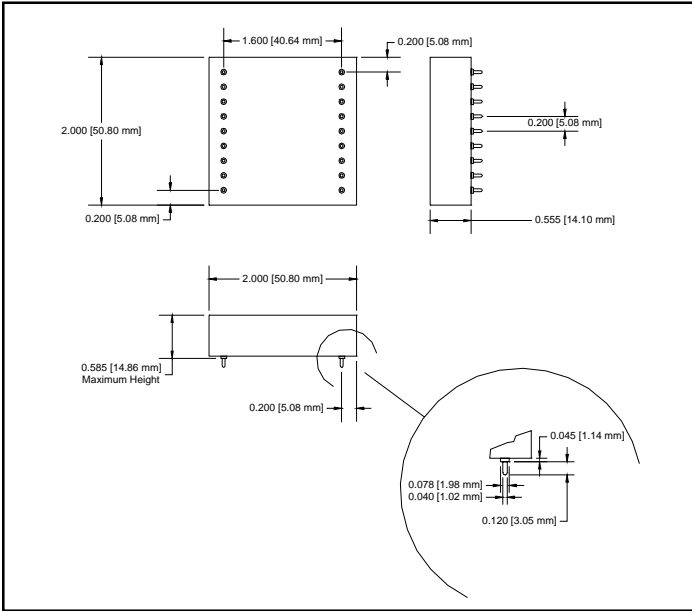 1.600 [40.64 mm]
0.200 [5.08 mm]
2.000 [50.80 mm]
0.200 [5.08 mm]
0.200 [5.08 mm]
0.555 [14.10 mm]
2.000 [50.80 mm]
0.585 [14.86 mm]
Maximum Height
0.200 [5.08 mm]
0.045 [1.14 mm]
0.078 [1.98 mm]
0.040 [1.02 mm]
0.120 [3.05 mm]